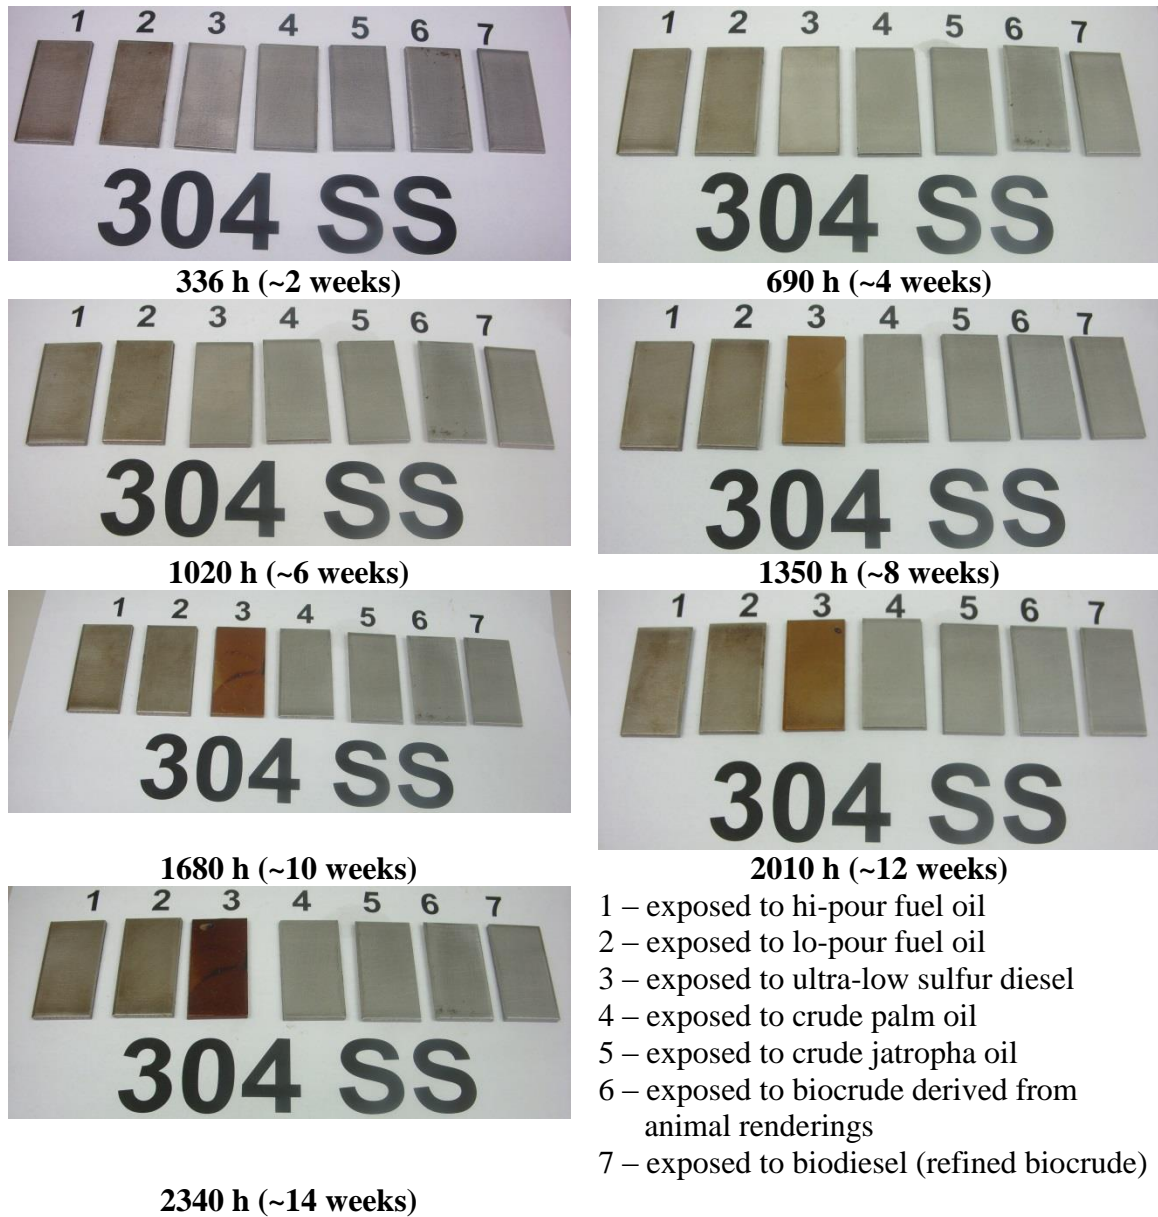 1 2 3 4 5 6 7
304 SS
336 h (~2 weeks)
1 2 3 4 5 6 7
304 SS
690 h (~4 weeks)
1 2 3 4 5 6 7
304 SS
1020 h (~6 weeks)
1 2 3 4 5 6 7
304 SS
1350 h (~8 weeks)
1 2 3 4 5 6 7
304 SS
1680 h (~10 weeks)
1 2 3 4 5 6 7
304 SS
2010 h (~12 weeks)
1 2 3 4 5 6 7
304 SS
2340 h (~14 weeks)
1 – exposed to hi-pour fuel oil
2 – exposed to lo-pour fuel oil
3 – exposed to ultra-low sulfur diesel
4 – exposed to crude palm oil
5 – exposed to crude jatropha oil
6 – exposed to biocrude derived from
animal renderings
7 – exposed to biodiesel (refined biocrude)